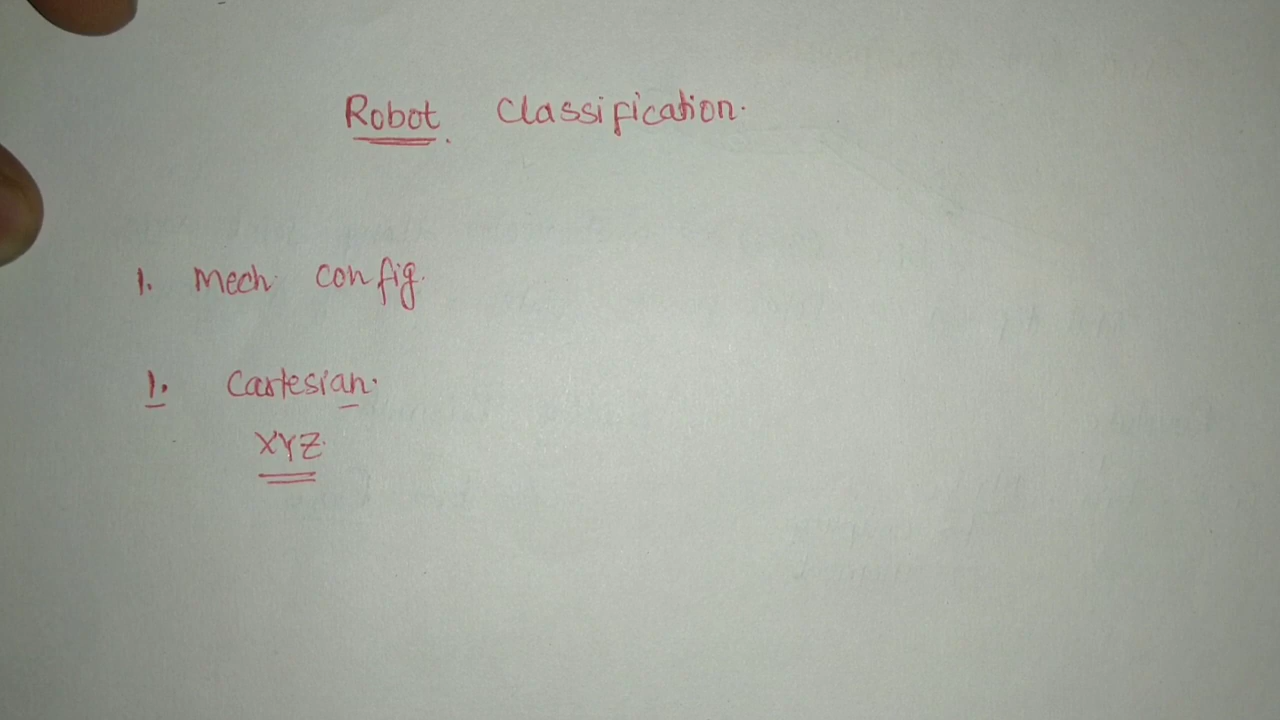 Robot. Classification.
1. Mech. config.
1. Cartesian.
XYZ.